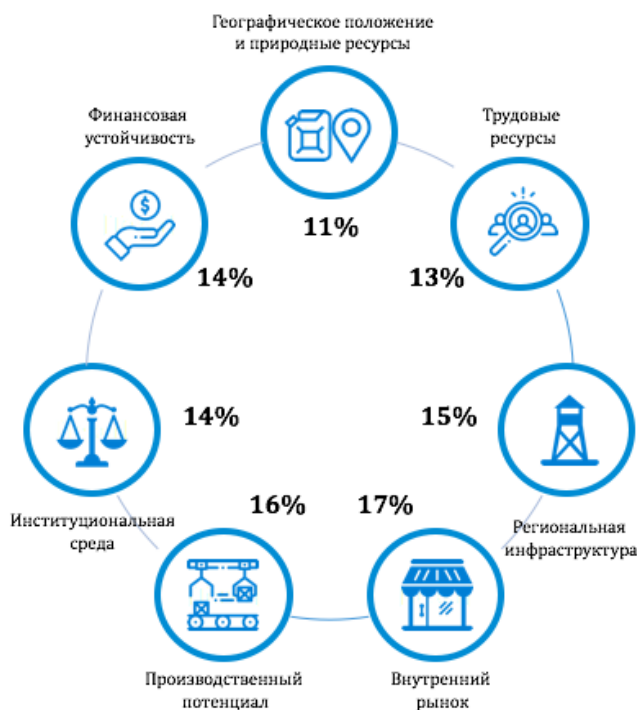 Географическое положение
и природные ресурсы
11%
Трудовые
ресурсы
13%
Региональная
инфраструктура
15%
Внутренний
рынок
17%
Производственный
потенциал
16%
Институциональная
среда
14%
Финансовая
устойчивость
14%
$